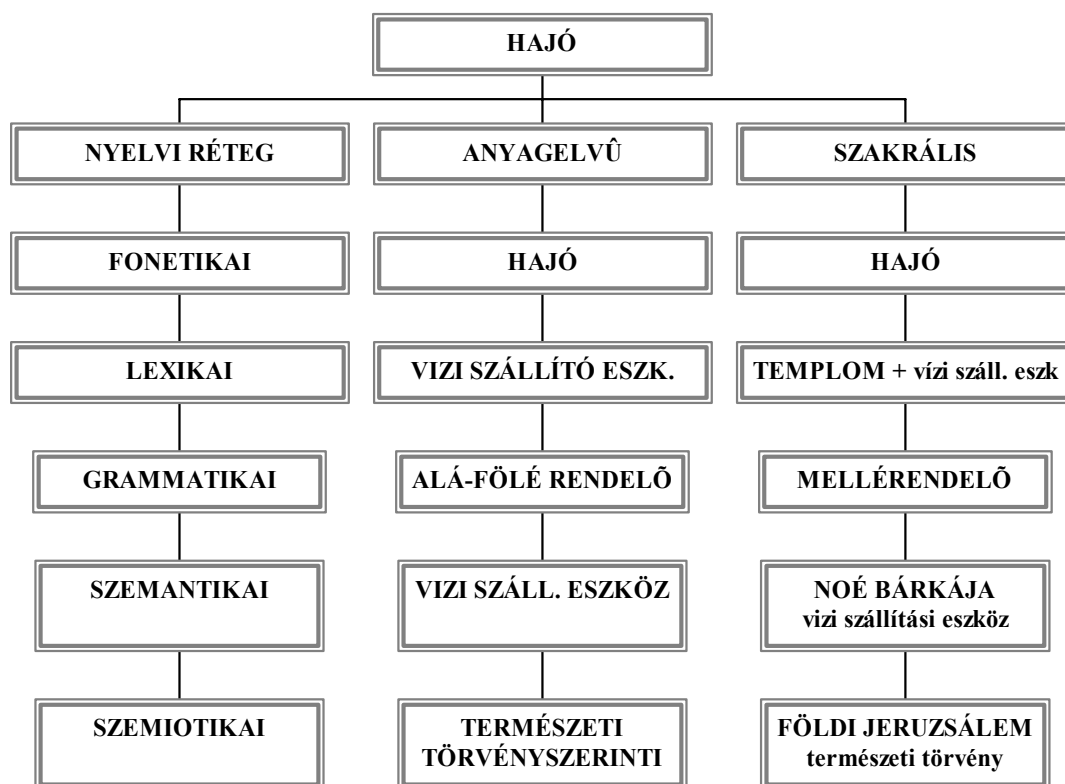 HAJÓ
NYELVI RÉTEG
ANYAGELVÛ
SZAKRÁLIS
FONETIKAI
HAJÓ
HAJÓ
LEXIKAI
VIZI SZÁLLÍTÓ ESZK.
TEMPLOM + vízi száll. eszk
GRAMMATIKAI
ALÁ-FÖLÉ RENDELÕ
MELLÉRENDELÕ
SZEMANTIKAI
VIZI SZÁLL. ESZKÖZ
NOÉ BÁRKÁJA
vizi szállítási eszköz
SZEMIOTIKAI
TERMÉSZETI
TÖRVÉNYSZERINTI
FÖLDI JERUZSÁLEM
természeti törvény